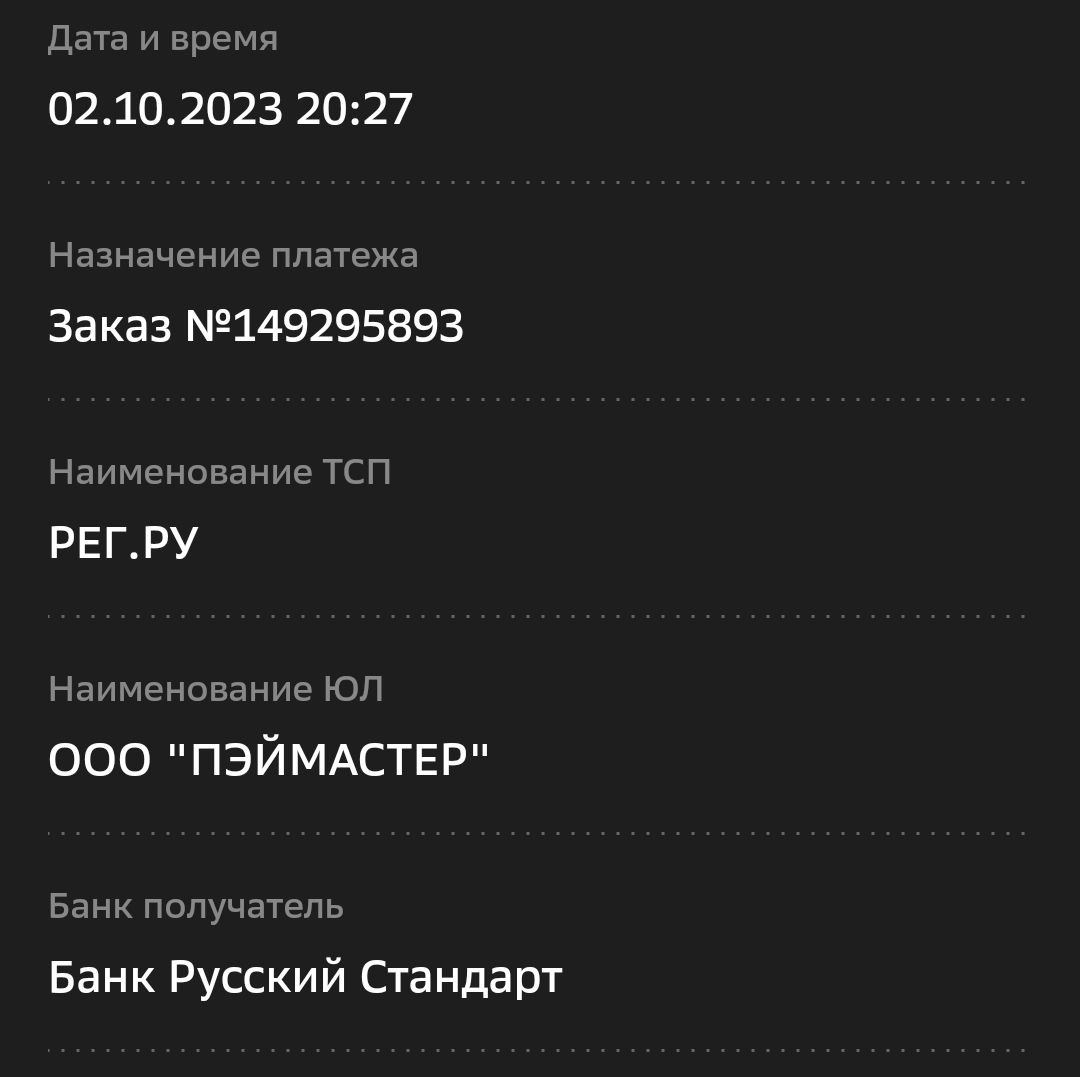 Дата и время
02.10.2023 20:27
Назначение платежа
Заказ №149295893
Наименование ТСП
РЕГ.РУ
Наименование ЮЛ
ООО "ПЭЙМАСТЕР"
Банк получатель
Банк Русский Стандарт